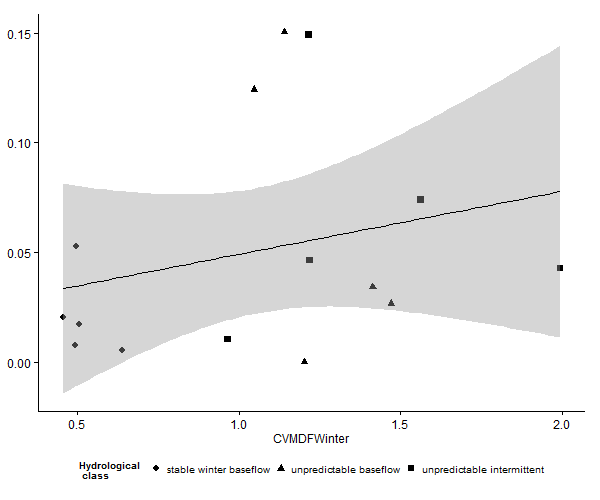 0.15
0.10
0.05
0.00
0.5 1.0 1.5 2.0
CVMDFWinter
Hydrological
class
stable winter baseflow unpredictable baseflow unpredictable intermittent